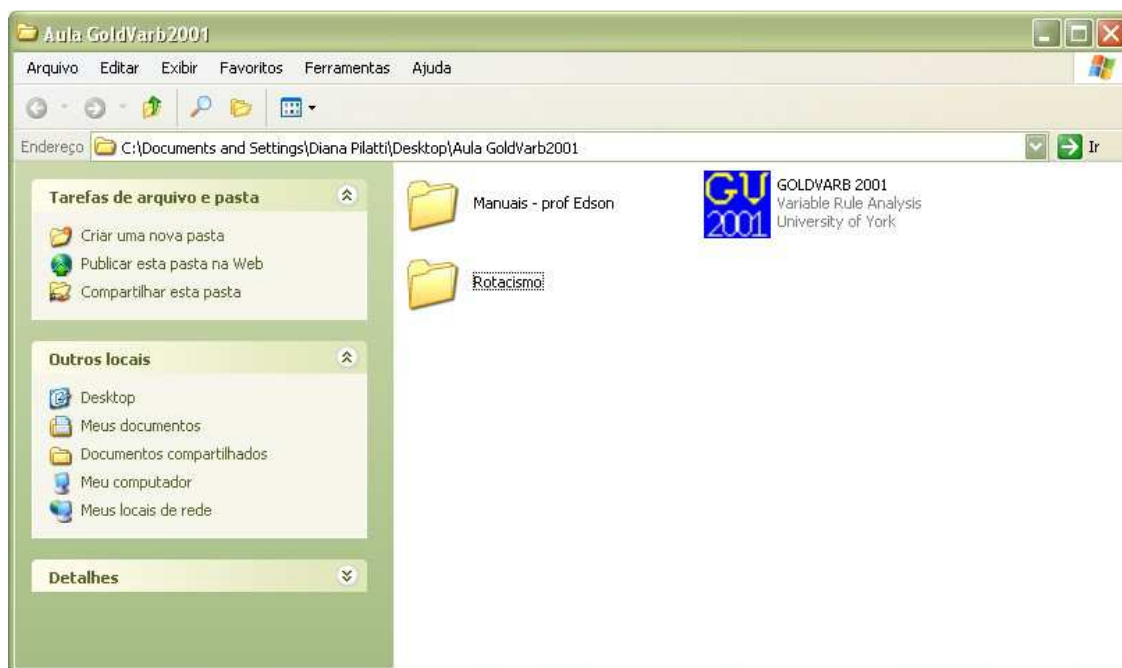 Aula GoldVarb2001
Arquivo Editar Exibir Favoritos Ferramentas Ajuda
Endereço C:\Documents and Settings\Diana Pilatti\Desktop\Aula GoldVarb2001 Ir
Tarefas de arquivo e pasta
Criar uma nova pasta
Publicar esta pasta na Web
Compartilhar esta pasta
Outros locais
Desktop
Meus documentos
Documentos compartilhados
Meu computador
Meus locais de rede
Detalhes
Manuais - prof Edson
GU
2001
GOLDVARB 2001
Variable Rule Analysis
University of York
Rotacismo